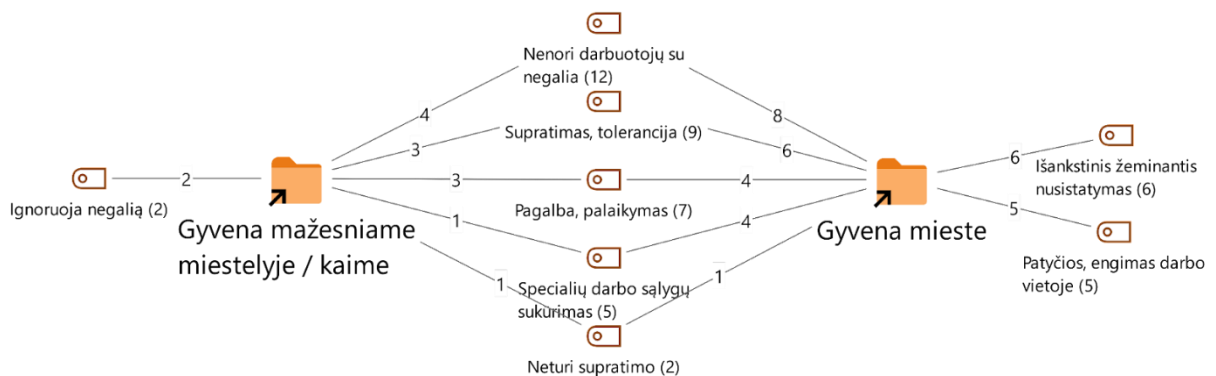 Nenori darbuotojų su
negalia (12)
4
8
Supratimas, tolerancija (9)
3
6
6
Išankstinis žeminantis
nusistatymas (6)
2
Ignoruoja negalią (2)
3
4
Pagalba, palaikymas (7)
5
Gyvena mažesniame
miestelyje / kaime
Gyvena mieste
1
4
Patyčios, engimas darbo
vietoje (5)
Specialių darbo sąlygų
sukūrimas (5)
1
1
Neturi supratimo (2)